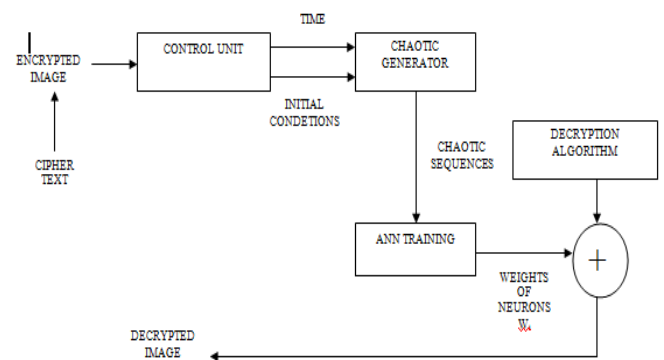 TIME
CONTROL UNIT
CHAOTIC
GENERATOR
ENCRYPTED
IMAGE
INITIAL
CONDETIONS
CIPHER
TEXT
CHAOTIC
SEQUENCES
DECRYPTION
ALGORITHM
ANN TRAINING
+
WEIGHTS
OF
NEURONS
DECRYPTED
IMAGE